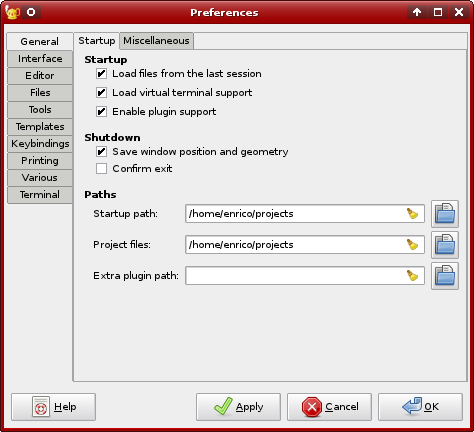 Preferences
General
Interface
Editor
Files
Tools
Templates
Keybindings
Printing
Various
Terminal
Startup Miscellaneous
Startup
Load files from the last session
Load virtual terminal support
Enable plugin support
Shutdown
Save window position and geometry
Confirm exit
Paths
Startup path: /home/enrico/projects
Project files: /home/enrico/projects
Extra plugin path:
Help Apply Cancel OK